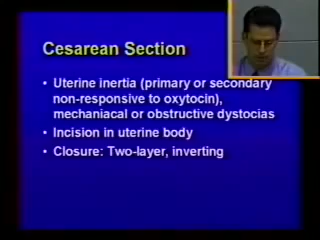 Cesarean Section
• Uterine inertia (primary or secondary
non-responsive to oxytocin),
mechaniacal or obstructive dystocias
• Incision in uterine body
• Closure: Two-layer, inverting